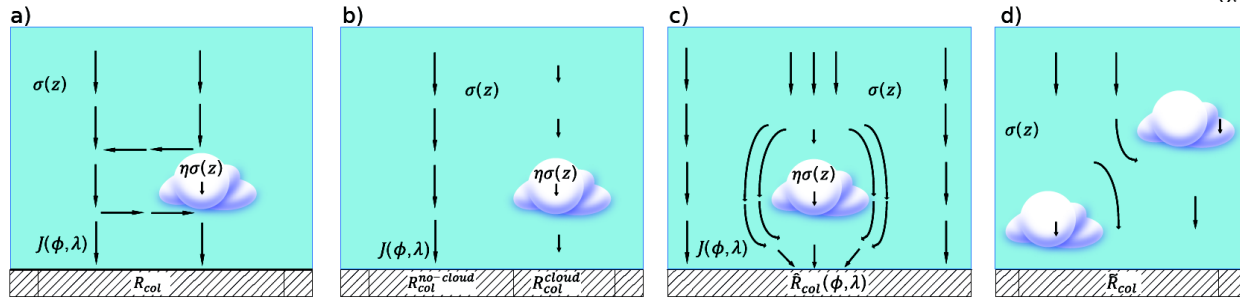 a)
b)
c)
d)
σ(z)
ησ(z)
J(ϕ,λ)
R_col
σ(z)
ησ(z)
J(ϕ,λ)
R_col^no−cloud
R_col^cloud
σ(z)
ησ(z)
J(ϕ,λ)
R̂_col(ϕ,λ)
σ(z)
R̃_col